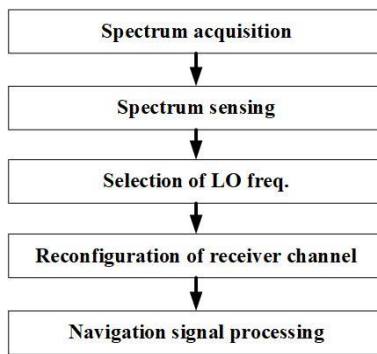 Spectrum acquisition
Spectrum sensing
Selection of LO freq.
Reconfiguration of receiver channel
Navigation signal processing